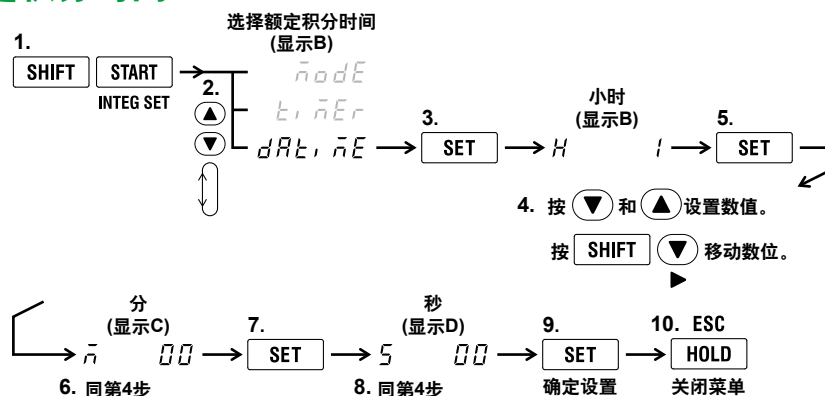 选择额定积分时间
(显示B)
1.
SHIFT START
INTEG SET
2.
modE
timEr
dAtimE
3.
SET
小时
(显示B)
H 1
5.
SET
4. 按 ▼ 和 ▲ 设置数值。
按 SHIFT ▼ 移动数位。
分
(显示C)
m 00
6. 同第4步
7.
SET
秒
(显示D)
S 00
8. 同第4步
9.
SET
确定设置
10. ESC
HOLD
关闭菜单